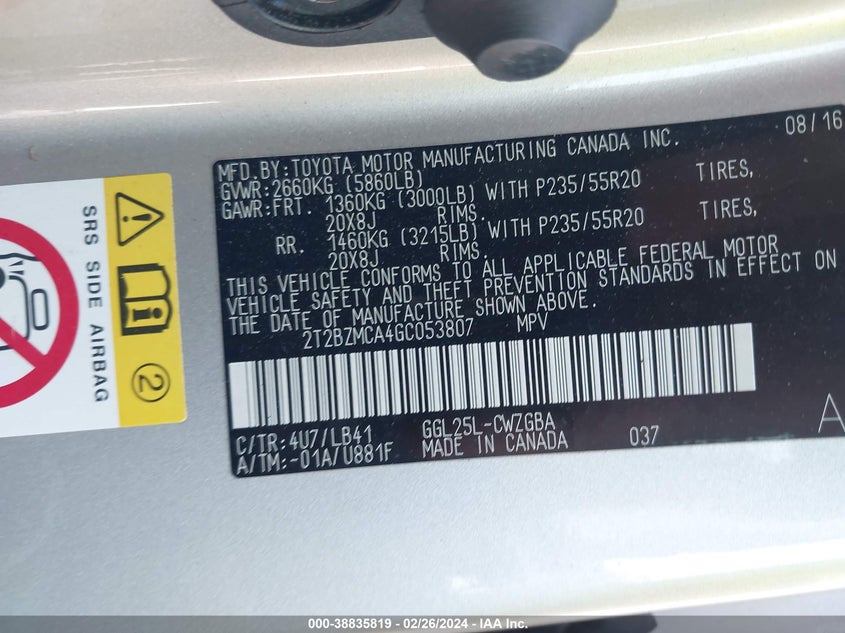 08/16
MFD.BY:TOYOTA MOTOR MANUFACTURING CANADA INC.
GVWR:2660KG (5860LB)
GAWR:FRT. 1360KG (3000LB) WITH P235/55R20 TIRES,
20X8J RIMS.
RR. 1460KG (3215LB) WITH P235/55R20 TIRES,
20X8J RIMS.
THIS VEHICLE CONFORMS TO ALL APPLICABLE FEDERAL MOTOR
VEHICLE SAFETY AND THEFT PREVENTION STANDARDS IN EFFECT ON
THE DATE OF MANUFACTURE SHOWN ABOVE.
2T2BZMCA4GC053807 MPV
C/TR:4U7/LB41 GGL25L-CWZGBA
A/TM:-01A/U881F MADE IN CANADA 037 A
SRS SIDE AIRBAG
2
000-38835819 - 02/26/2024 - IAA Inc.